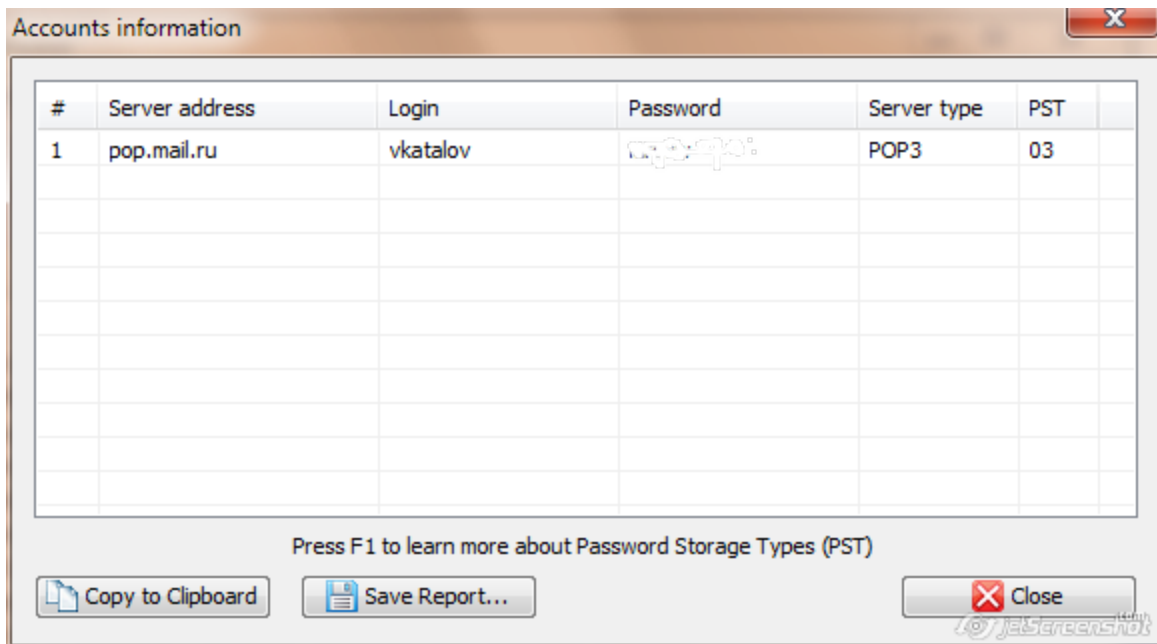 Accounts information
# Server address Login Password Server type PST
1 pop.mail.ru vkatalov POP3 03
Press F1 to learn more about Password Storage Types (PST)
Copy to Clipboard Save Report... Close
jetScreenshot